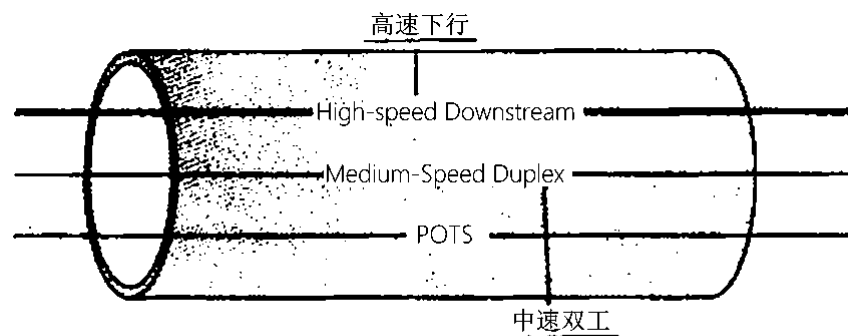 高速下行
High-speed Downstream
Medium-Speed Duplex
POTS
中速双工